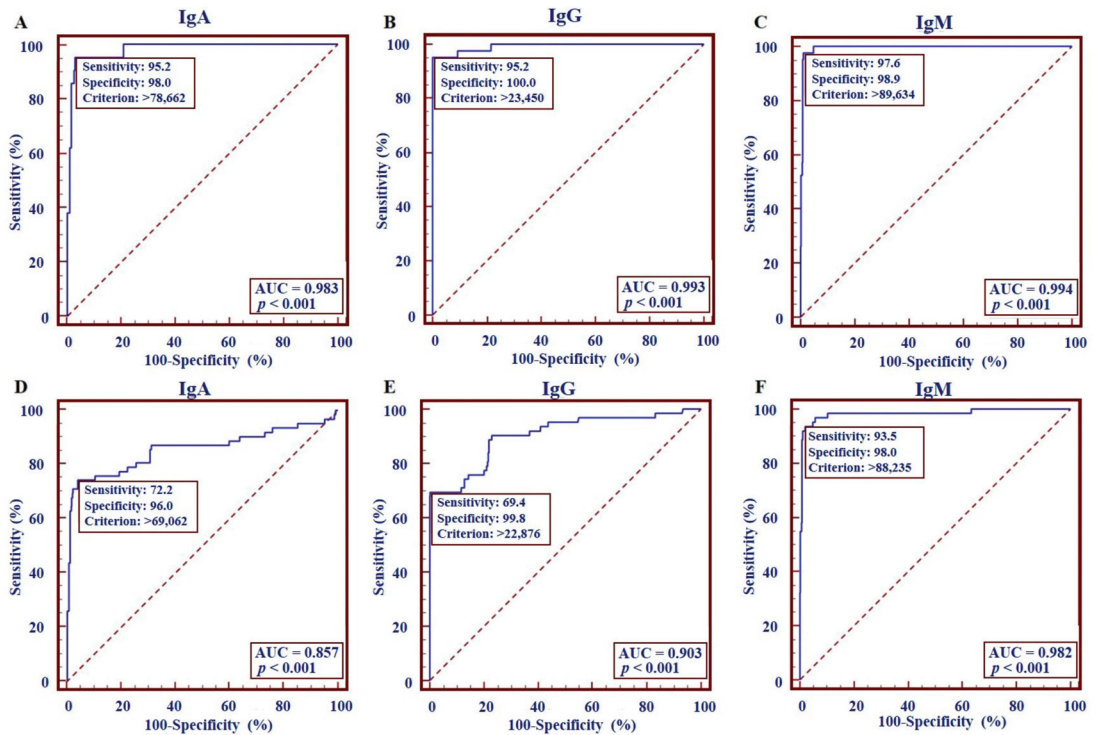 A
IgA
100
80
60
40
20
0
Sensitivity (%)
Sensitivity: 95.2
Specificity: 98.0
Criterion: >78,662
AUC = 0.983
p < 0.001
0 20 40 60 80 100
100-Specificity (%)
B
IgG
100
80
60
40
20
0
Sensitivity (%)
Sensitivity: 95.2
Specificity: 100.0
Criterion: >23,450
AUC = 0.993
p < 0.001
0 20 40 60 80 100
100-Specificity (%)
C
IgM
100
80
60
40
20
0
Sensitivity (%)
Sensitivity: 97.6
Specificity: 98.9
Criterion: >89,634
AUC = 0.994
p < 0.001
0 20 40 60 80 100
100-Specificity (%)
D
IgA
100
80
60
40
20
0
Sensitivity (%)
Sensitivity: 72.2
Specificity: 96.0
Criterion: >69,062
AUC = 0.857
p < 0.001
0 20 40 60 80 100
100-Specificity (%)
E
IgG
100
80
60
40
20
0
Sensitivity (%)
Sensitivity: 69.4
Specificity: 99.8
Criterion: >22,876
AUC = 0.903
p < 0.001
0 20 40 60 80 100
100-Specificity (%)
F
IgM
100
80
60
40
20
0
Sensitivity (%)
Sensitivity: 93.5
Specificity: 98.0
Criterion: >88,235
AUC = 0.982
p < 0.001
0 20 40 60 80 100
100-Specificity (%)